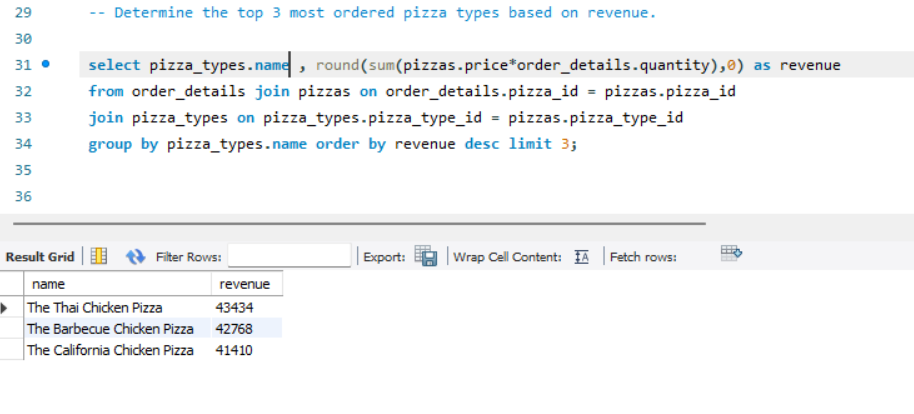 29 -- Determine the top 3 most ordered pizza types based on revenue.
30
31 select pizza_types.name , round(sum(pizzas.price*order_details.quantity),0) as revenue
32 from order_details join pizzas on order_details.pizza_id = pizzas.pizza_id
33 join pizza_types on pizza_types.pizza_type_id = pizzas.pizza_type_id
34 group by pizza_types.name order by revenue desc limit 3;
35
36
Result Grid Filter Rows: Export: Wrap Cell Content: IA Fetch rows:
name revenue
The Thai Chicken Pizza 43434
The Barbecue Chicken Pizza 42768
The California Chicken Pizza 41410